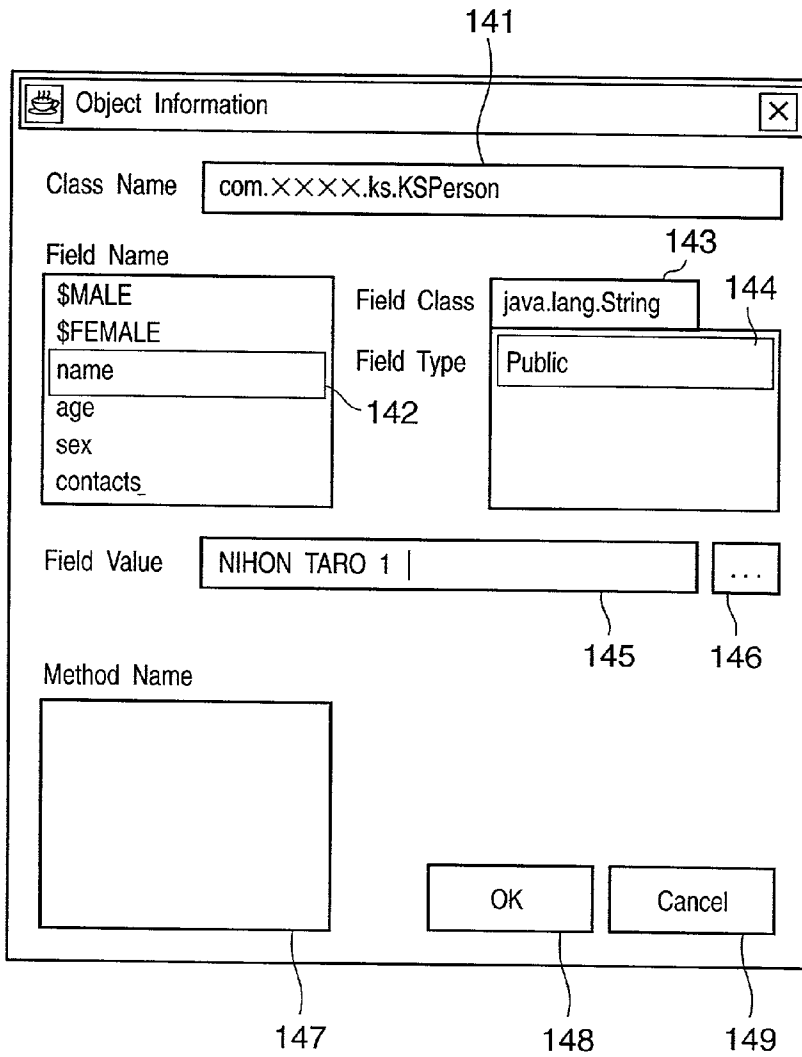 141
Object Information
Class Name com.××××.ks.KSPerson
Field Name
143
$MALE
Field Class java.lang.String
144
$FEMALE
name
Field Type Public
142
age
sex
contacts_
Field Value NIHON TARO 1 | ...
145 146
Method Name
OK Cancel
147 148 149